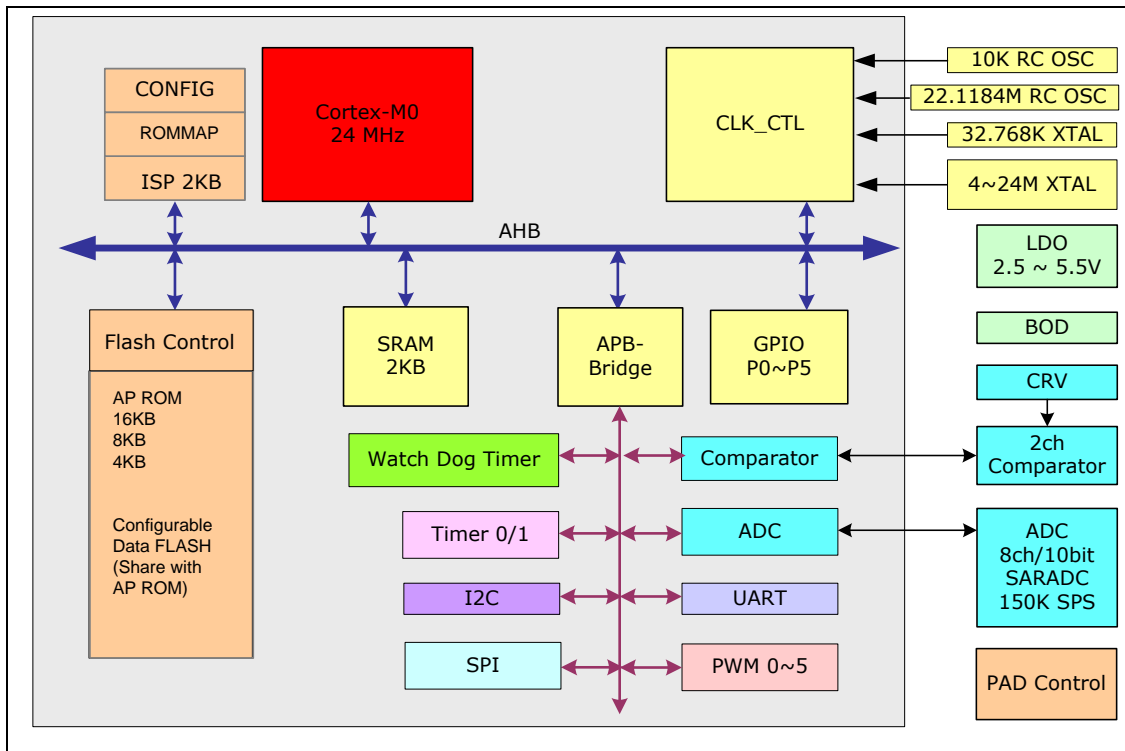 CONFIG
ROMMAP
ISP 2KB
Cortex-M0
24 MHz
CLK_CTL
10K RC OSC
22.1184M RC OSC
32.768K XTAL
4~24M XTAL
AHB
LDO
2.5 ~ 5.5V
BOD
Flash Control
AP ROM
16KB
8KB
4KB
Configurable
Data FLASH
(Share with
AP ROM)
SRAM
2KB
APB-
Bridge
GPIO
P0~P5
CRV
Watch Dog Timer
Comparator
2ch
Comparator
Timer 0/1
ADC
ADC
8ch/10bit
SARADC
150K SPS
I2C
UART
SPI
PWM 0~5
PAD Control